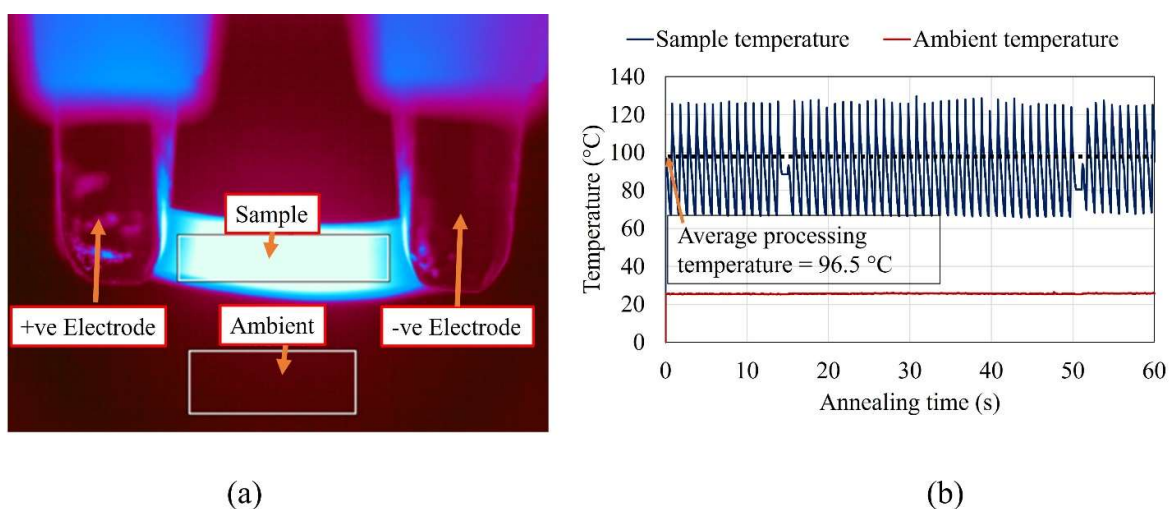 Sample
+ve Electrode
Ambient
-ve Electrode
(a)
Sample temperature
Ambient temperature
Temperature (°C)
140
120
100
80
60
40
20
0
Average processing
temperature = 96.5 °C
0
10
20
30
40
50
60
Annealing time (s)
(b)